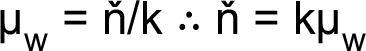 μw = ň/k ∴ ň = kμw